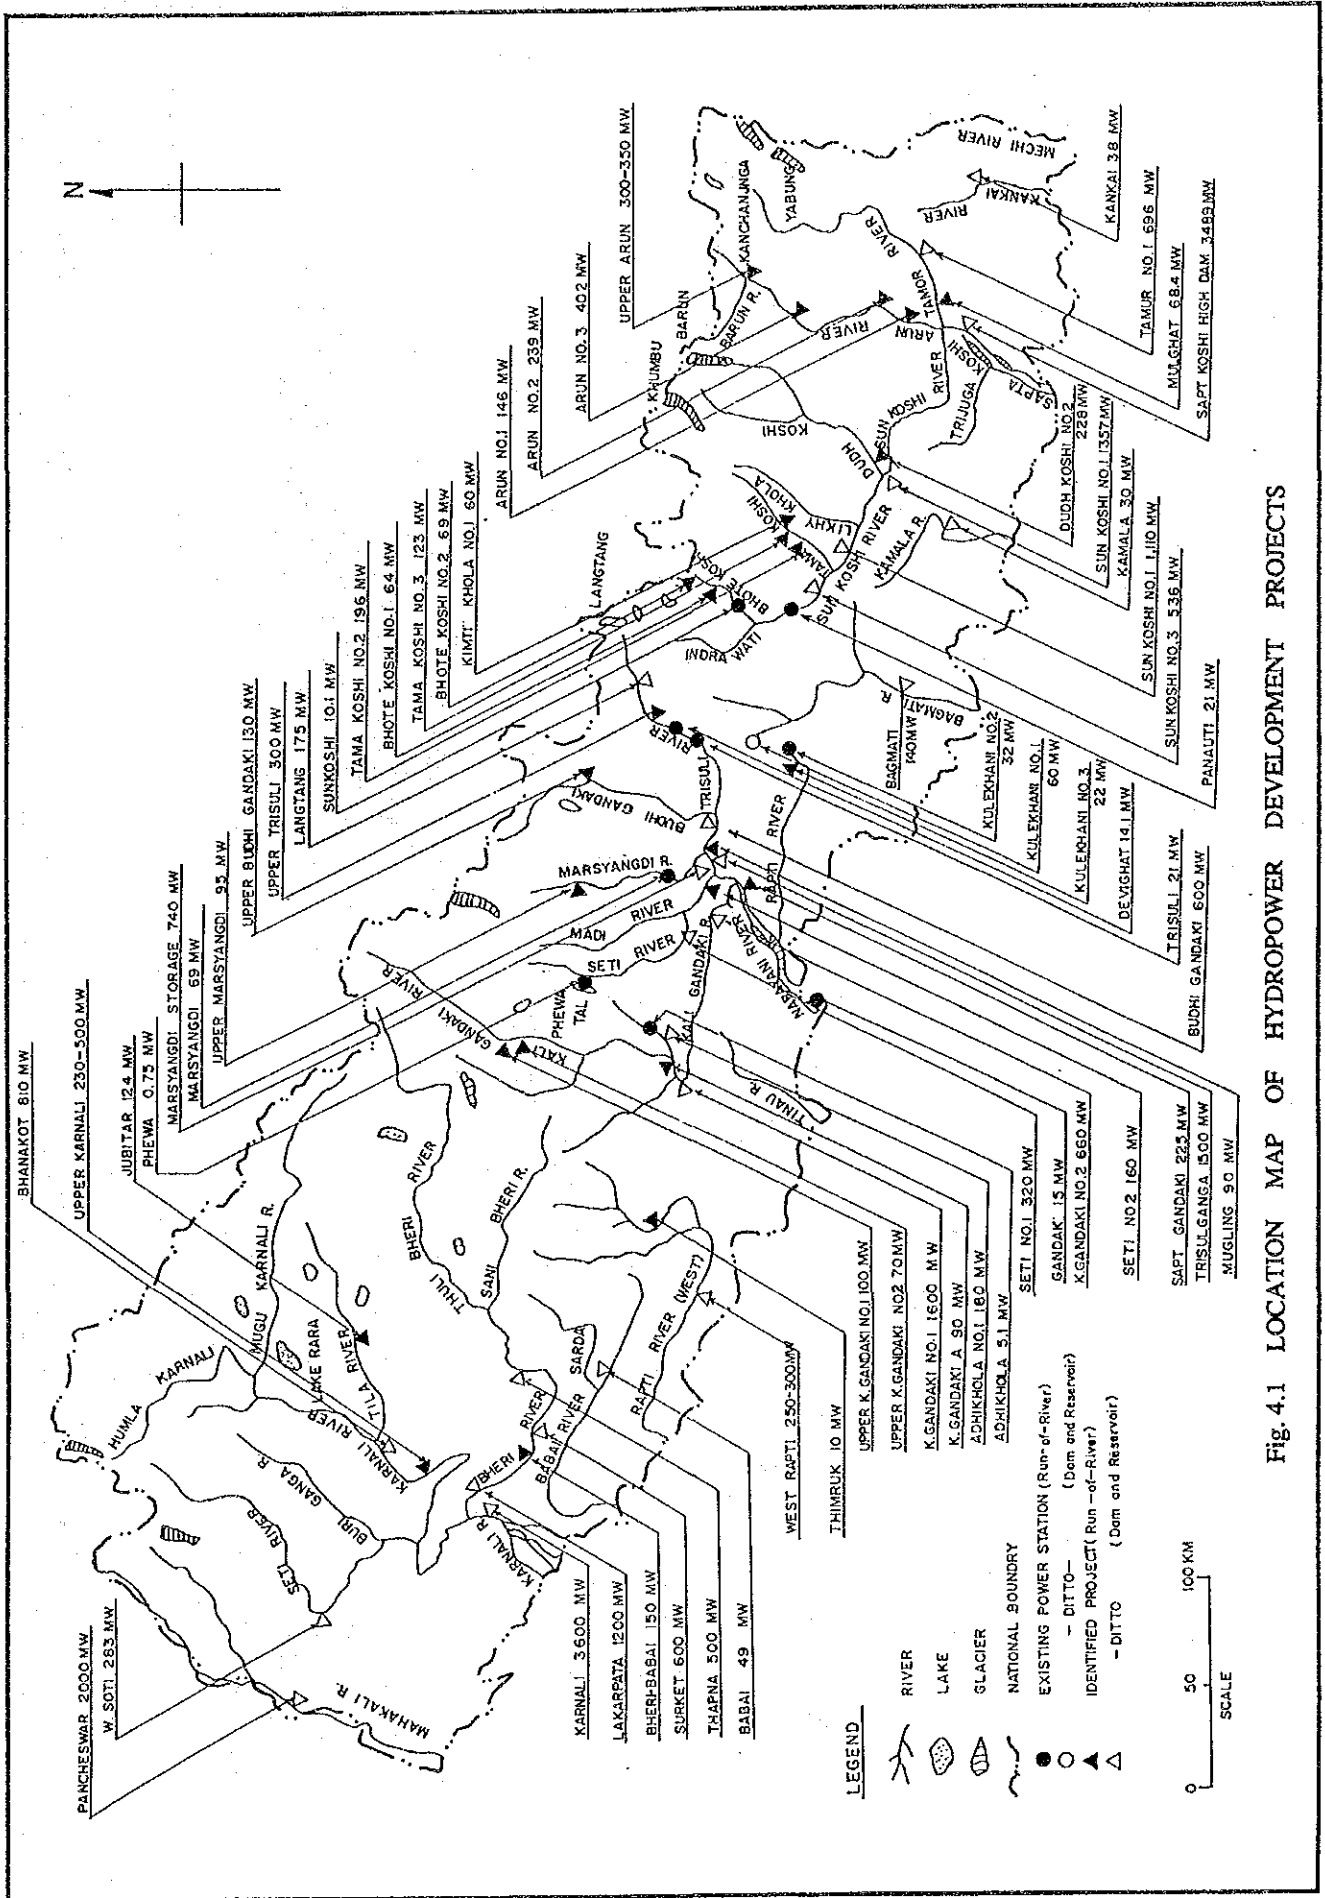 N
PANCHESWAR 2000 MW
W. SOTI 283 MW
BHANAKOT 810 MW
UPPER KARNALI 230-500 MW
JUBITAR 124 MW
PHEWA 0.75 MW
MARSYANGDI STORAGE 740 MW
MARSYANGDI 69 MW
UPPER MARSYANGDI 95 MW
UPPER BUDHI GANDAKI 130 MW
UPPER TRISULI 300 MW
LANGTANG 175 MW
SUNKOSHI 10.1 MW
TAMA KOSHI NO.2 196 MW
BHOTE KOSHI NO.1 64 MW
TAMA KOSHI NO.3 123 MW
BHOTE KOSHI NO.2 69 MW
KIMTI KHOLA NO.1 60 MW
ARUN NO.1 146 MW
ARUN NO.2 239 MW
ARUN NO.3 402 MW
UPPER ARUN 300-350 MW
HUMLA KARNALI
MUGU KARNALI R.
LAKE RARA
TILA RIVER
KARNALI RIVER
SETI RIVER
BURI GANGA R
MAHAKALI R.
KARNALI R
BHERI RIVER
BABAI RIVER
SARDA
THULI BHERI RIVER
SANI BHERI R.
RAPTI RIVER (WEST)
KALI GANDAKI RIVER
PHEWA TAL
SETI RIVER
MADI RIVER
MARSYANGDI R.
BUDHI GANDAKI
TRISULI RIVER
KALI GANDAKI R
NARAYANI RIVER
RAPTI RIVER
TINAU R.
LANGTANG
INDRA WATI
BHOTE KOSHI
TAMA KOSHI
LIKHY KHOLA
SUN KOSHI RIVER
KAMALA R.
BAGMATI R.
DUDH KOSHI
KHUMBU
BARUN
BARUN R.
KANCHANJNGA
YABUNG
ARUN RIVER
TAMOR RIVER
SUN KOSHI RIVER
TRIJUGA
SAPTA KOSHI
KANKAI RIVER
MECHI RIVER
KARNALI 3600 MW
LAKARPATA 1200 MW
BHERI-BABAI 150 MW
SURKET 600 MW
THAPNA 500 MW
BABAI 49 MW
WEST RAPTI 250-300MW
THIMRUK 10 MW
UPPER K.GANDAKI NO.1 100 MW
UPPER K.GANDAKI NO.2 70MW
K.GANDAKI NO.1 1600 MW
K.GANDAKI A 90 MW
ADHIKHOLA NO.1 180 MW
ADHIKHOLA 5.1 MW
SETI NO.1 320 MW
GANDAK 15 MW
K.GANDAKI NO.2 660 MW
SETI NO2 160 MW
SAPT GANDAKI 225 MW
TRISULGANGA 1500 MW
MUGLING 90 MW
BUDHI GANDAKI 600 MW
TRISULI 21 MW
DEVIGHAT 14.1 MW
KULEKHANI NO.3
22 MW
KULEKHANI NO.1
60 MW
KULEKHANI NO.2
32 MW
BAGMATI
140MW
PANAUTI 2.1 MW
SUN KOSHI NO.3 536 MW
SUN KOSHI NO.1 1,110 MW
KAMALA 30 MW
SUN KOSHI NO.1 1357MW
DUDH KOSHI NO.2
228MW
SAPT KOSHI HIGH DAM 3489 MW
MULGHAT 68.4 MW
TAMUR NO.1 696 MW
KANKAI 38 MW
LEGEND
RIVER
LAKE
GLACIER
NATIONAL BOUNDRY
EXISTING POWER STATION (Run-of-River)
- DITTO- (Dam and Reservoir)
IDENTIFIED PROJECT( Run-of-River)
- DITTO (Dam and Reservoir)
0 50 100 KM
SCALE
Fig. 4.1 LOCATION MAP OF HYDROPOWER DEVELOPMENT PROJECTS